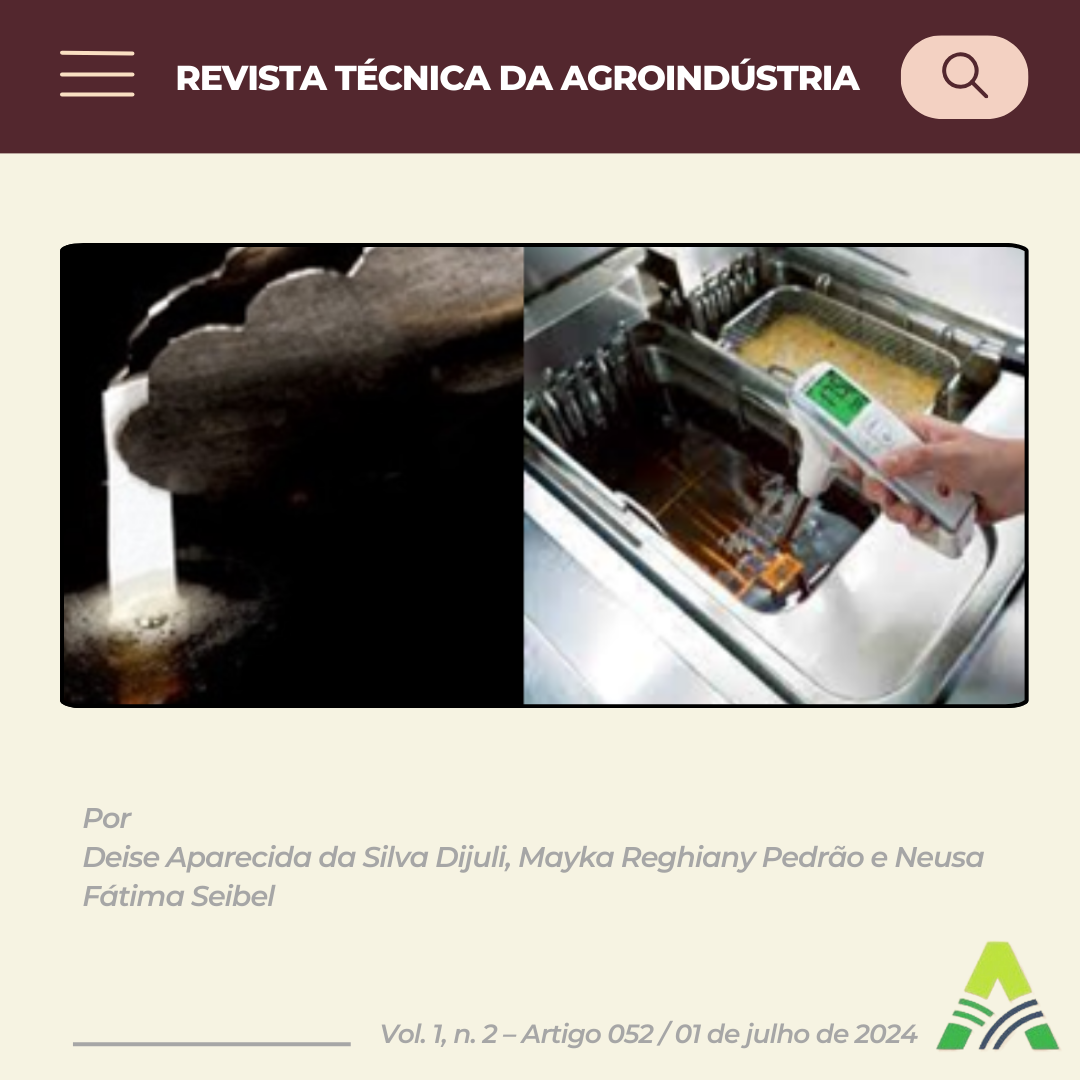 REVISTA TÉCNICA DA AGROINDÚSTRIA
Por
Deise Aparecida da Silva Dijuli, Mayka Reghiany Pedrão e Neusa
Fátima Seibel
Vol. 1, n. 2 – Artigo 052 / 01 de julho de 2024